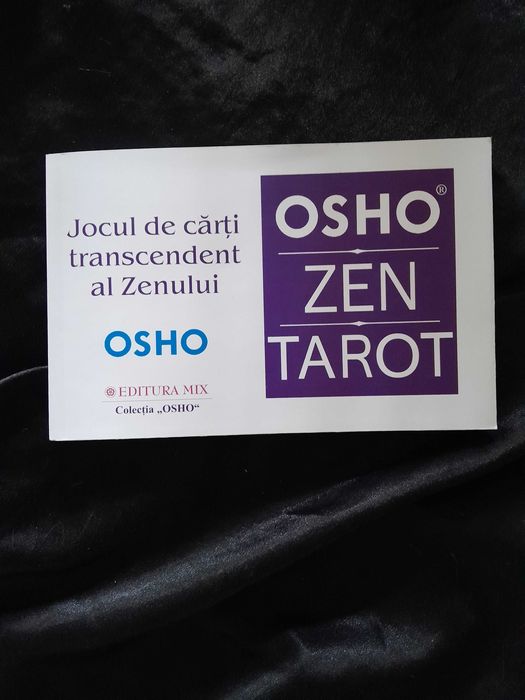 Jocul de cărți
transcendent
al Zenului
OSHO
EDITURA MIX
Colecția „OSHO“
OSHO®
ZEN
TAROT